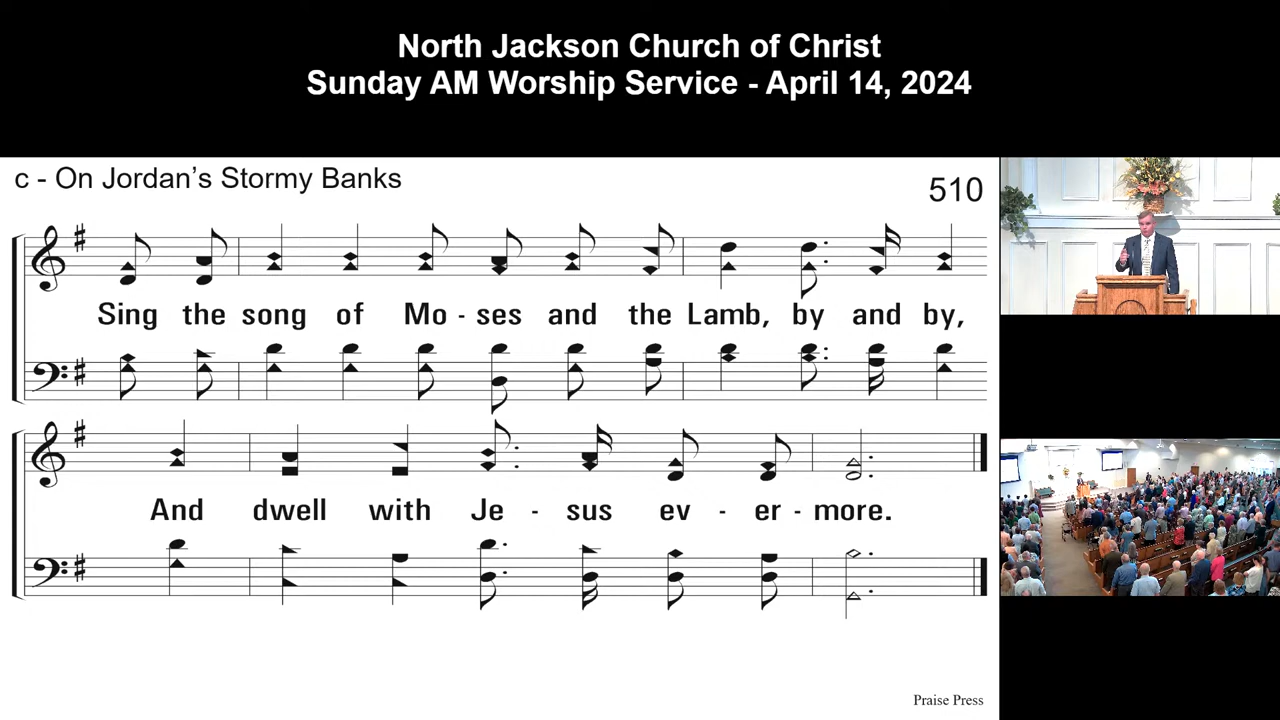 North Jackson Church of Christ
Sunday AM Worship Service - April 14, 2024
c - On Jordan’s Stormy Banks
510
Sing the song of Mo - ses and the Lamb, by and by,
And dwell with Je - sus ev - er - more.
Praise Press